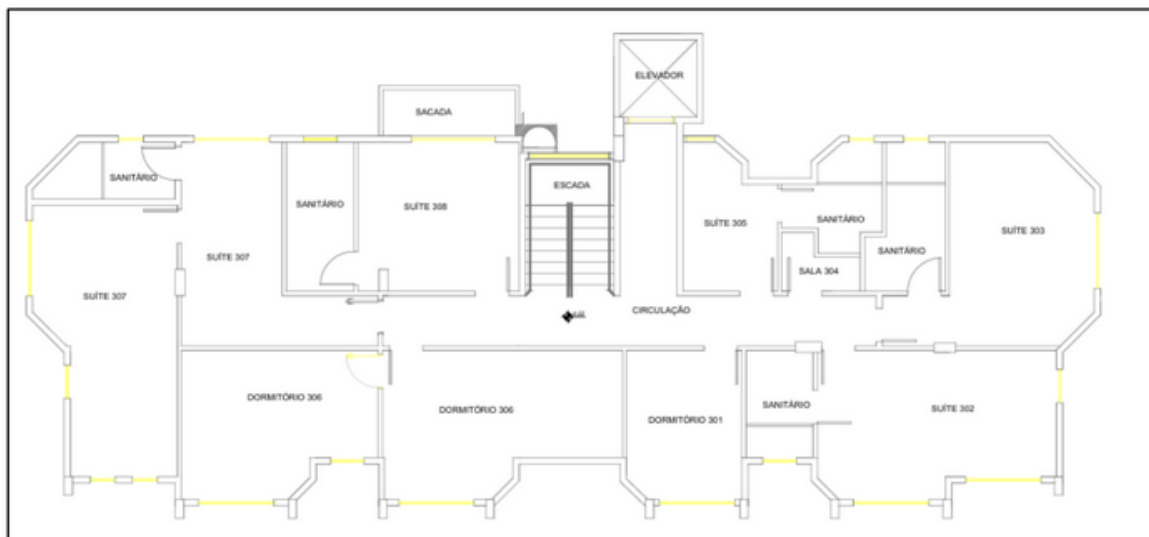 ELEVADOR
SACADA
SANITÁRIO
ESCADA
SANITÁRIO
SUÍTE 308
SUÍTE 305
SANITÁRIO
SUÍTE 303
SUÍTE 307
SANITÁRIO
SALA 304
SUÍTE 307
CIRCULAÇÃO
DORMITÓRIO 306
DORMITÓRIO 306
DORMITÓRIO 301
SANITÁRIO
SUÍTE 302